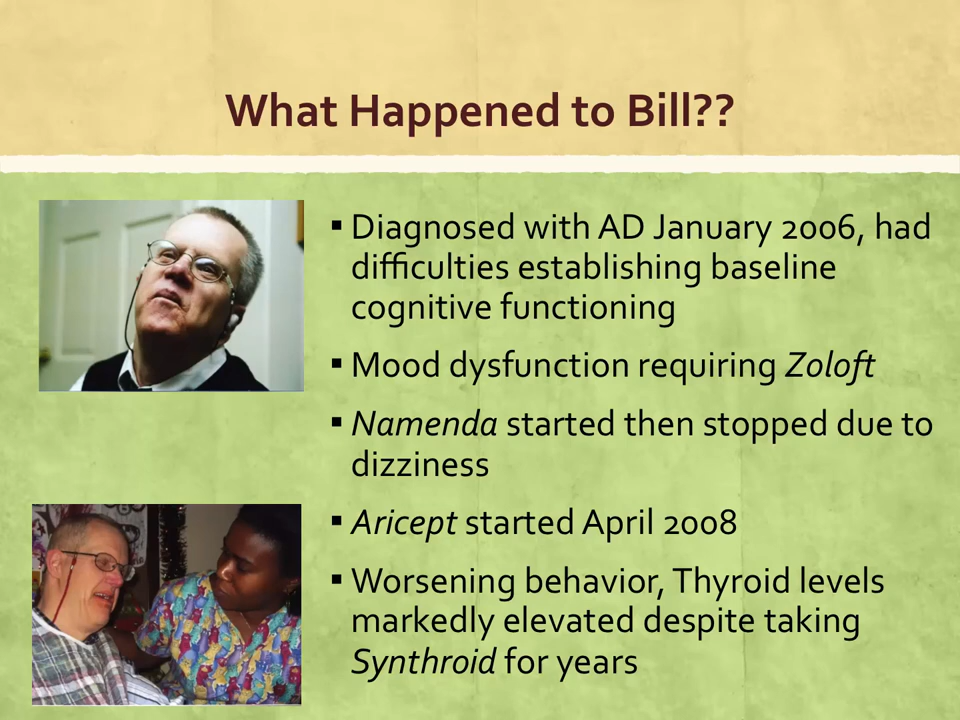 What Happened to Bill??
▪ Diagnosed with AD January 2006, had
difficulties establishing baseline
cognitive functioning
▪ Mood dysfunction requiring Zoloft
▪ Namenda started then stopped due to
dizziness
▪ Aricept started April 2008
▪ Worsening behavior, Thyroid levels
markedly elevated despite taking
Synthroid for years